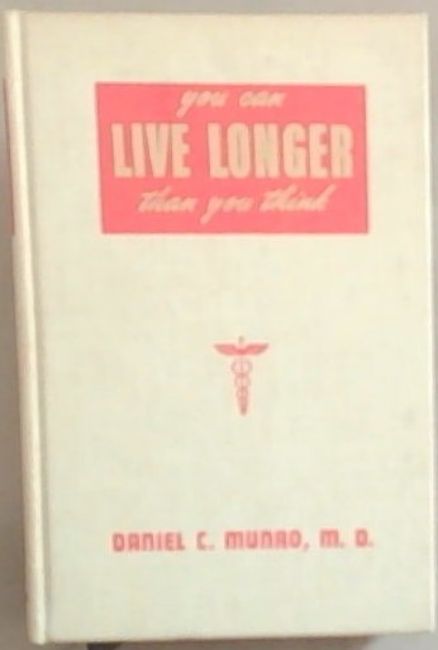 you can
LIVE LONGER
than you think
DANIEL C. MUNRO, M. D.